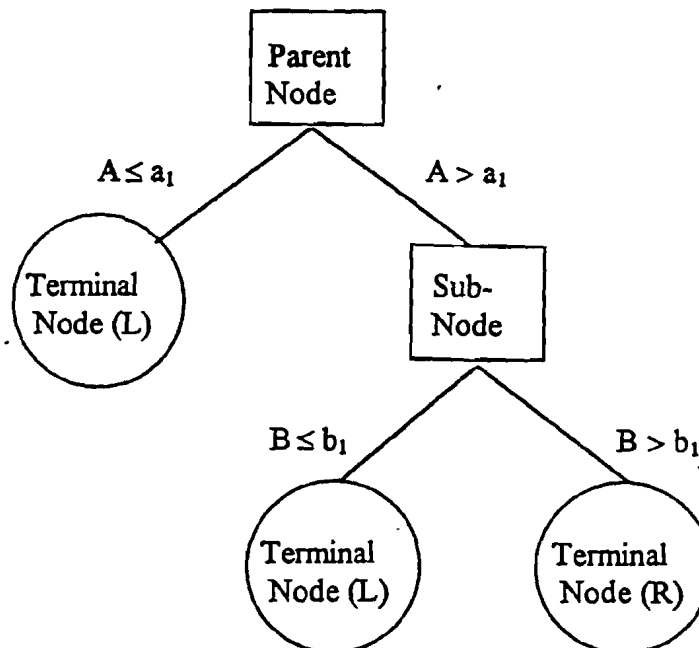 Parent
Node
A ≤ a₁
A > a₁
Terminal
Node (L)
Sub-
Node
B ≤ b₁
B > b₁
Terminal
Node (L)
Terminal
Node (R)